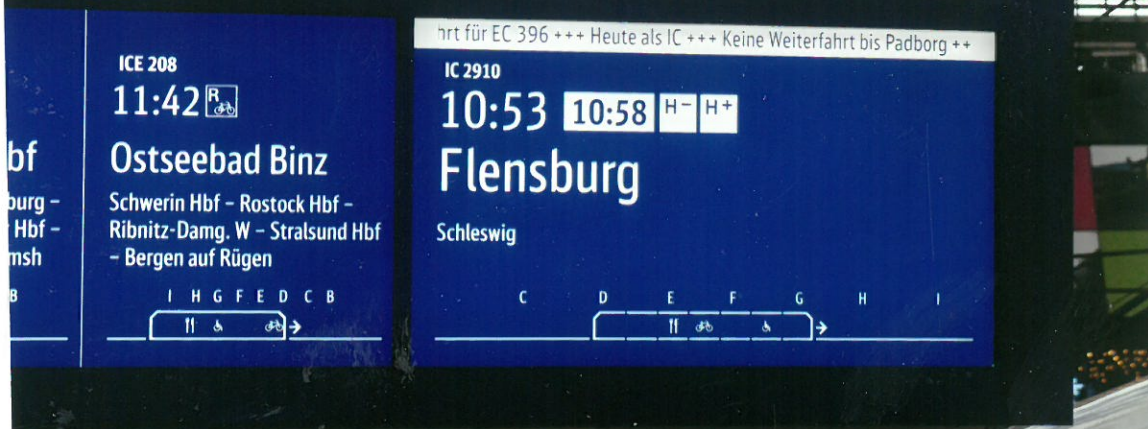 bf
burg –
Hbf –
msh
B
ICE 208
11:42 R
Ostseebad Binz
Schwerin Hbf – Rostock Hbf –
Ribnitz-Damg. W – Stralsund Hbf
– Bergen auf Rügen
I H G F E D C B
hrt für EC 396 +++ Heute als IC +++ Keine Weiterfahrt bis Padborg ++
IC 2910
10:53 10:58 H− H+
Flensburg
Schleswig
C D E F G H I